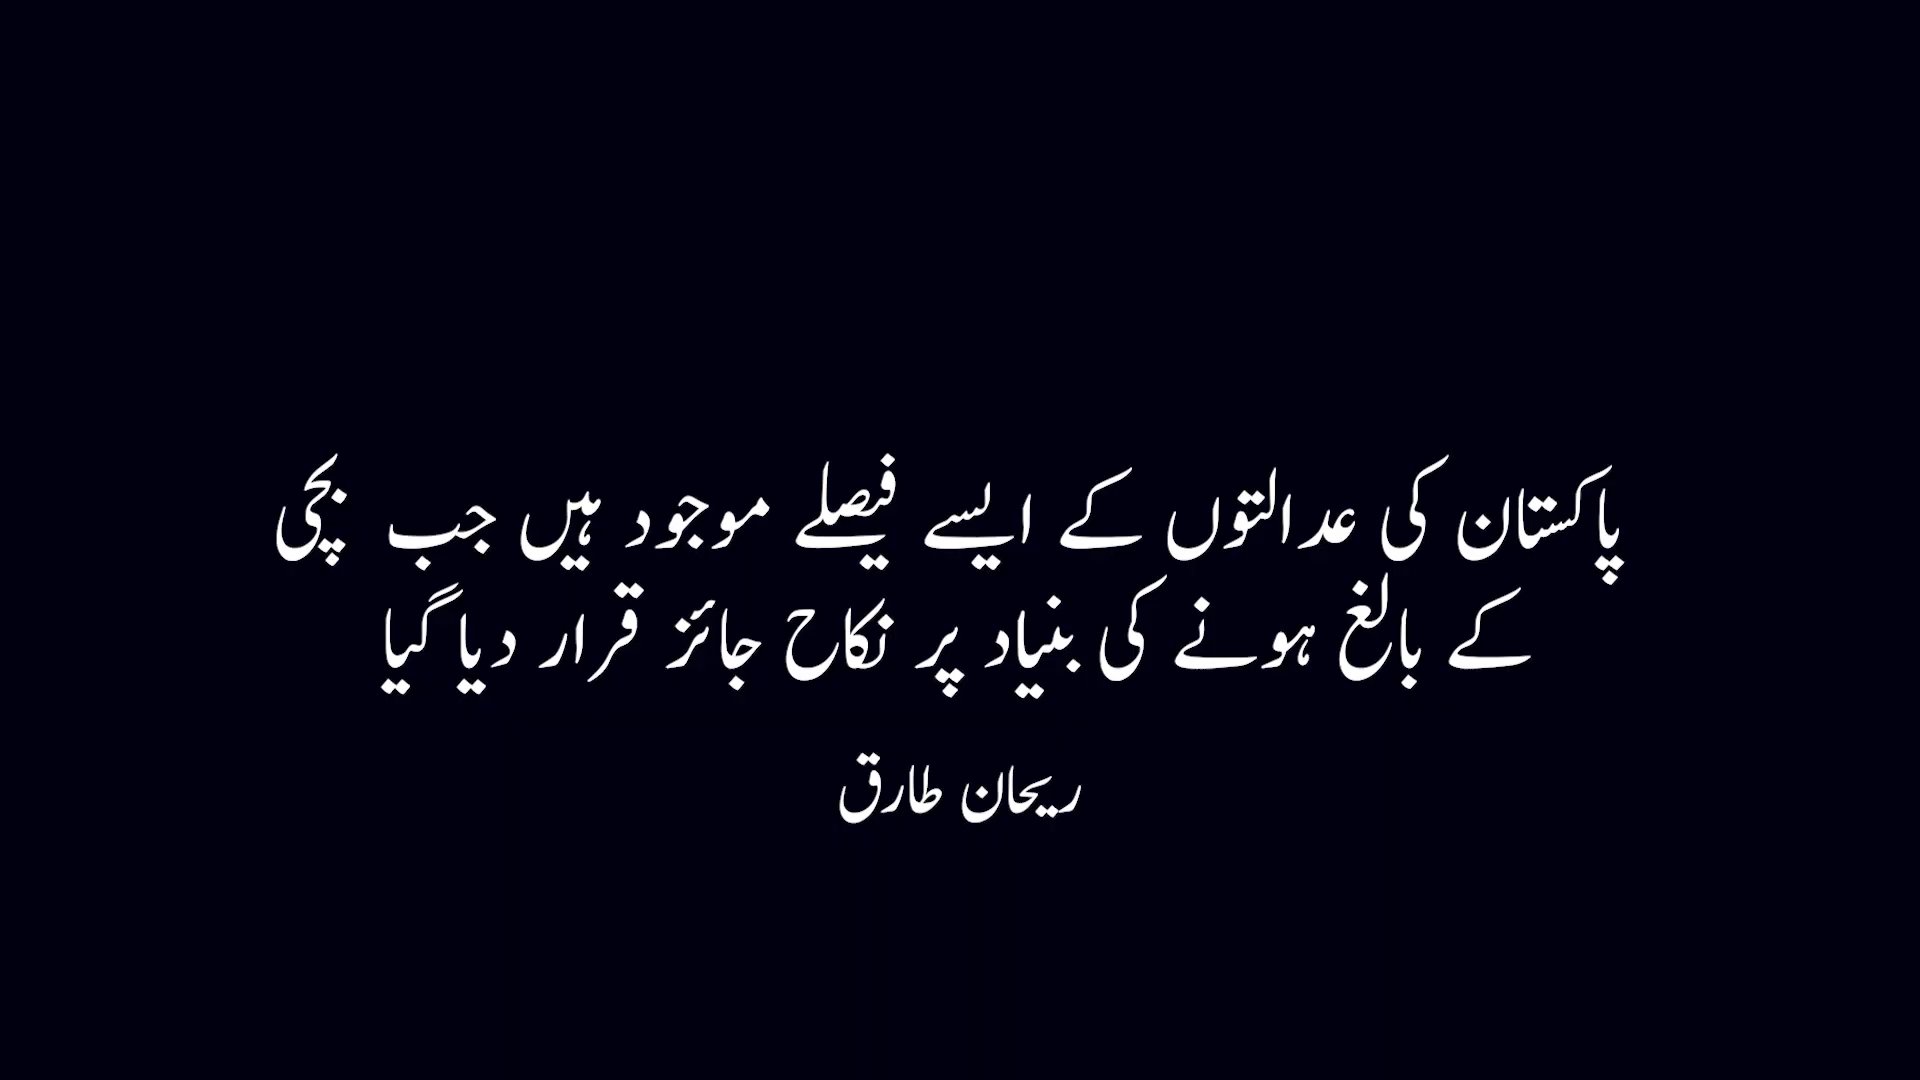 پاکستان کی عدالتوں کے ایسے فیصلے موجود ہیں جب بچی
کے بالغ ہونے کی بنیاد پر نکاح جائز قرار دیا گیا
ریحان طارق